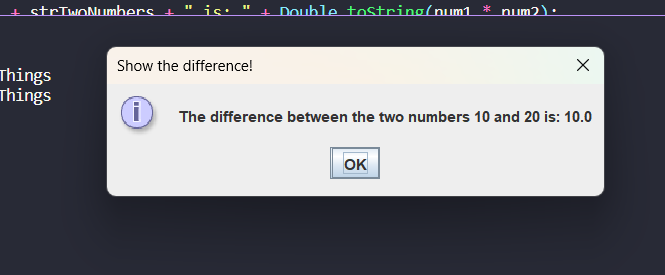 + strTwoNumbers + " is: " + Double.toString(num1 * num2);
Things
Things
Show the difference!
The difference between the two numbers 10 and 20 is: 10.0
OK